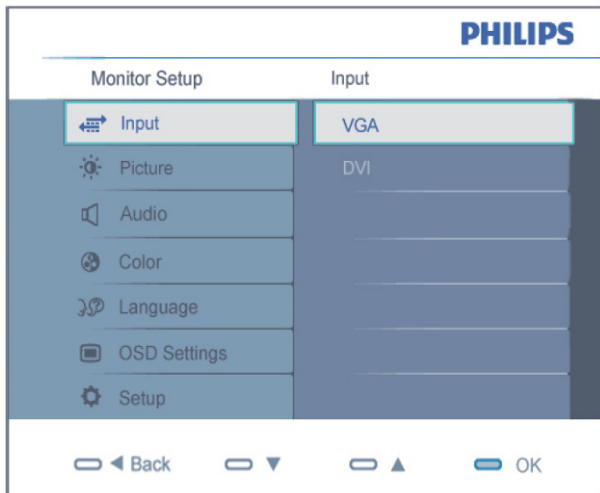 PHILIPS
Monitor Setup
Input
Input
VGA
Picture
DVI
Audio
Color
Language
OSD Settings
Setup
Back
OK